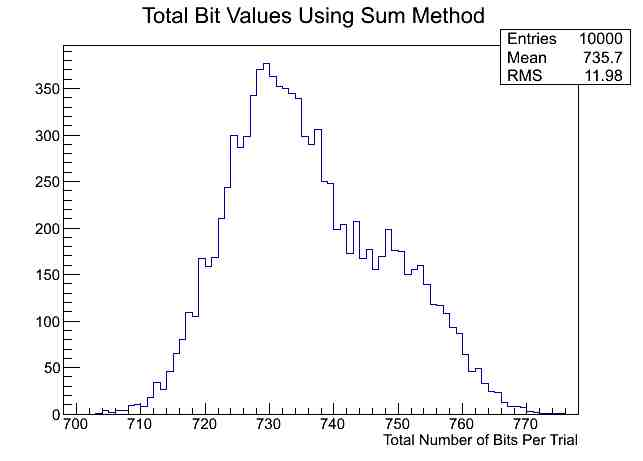 Total Bit Values Using Sum Method
Entries 10000
Mean 735.7
RMS 11.98
350
300
250
200
150
100
50
0
700 710 720 730 740 750 760 770
Total Number of Bits Per Trial